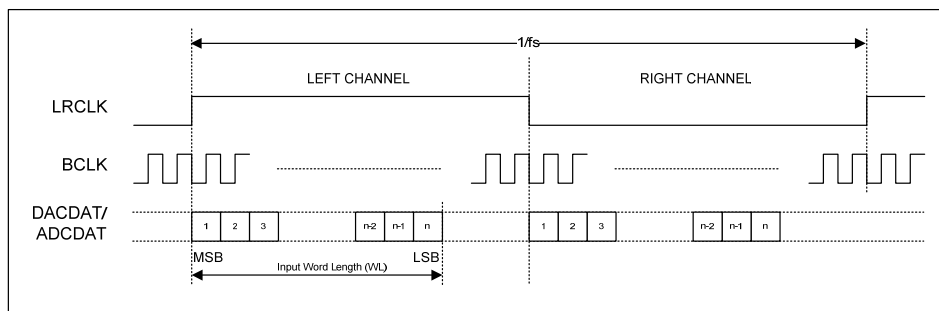 1/fs
LEFT CHANNEL RIGHT CHANNEL
LRCLK
BCLK
DACDAT/
ADCDAT
1 2 3 n-2 n-1 n 1 2 3 n-2 n-1 n
MSB LSB
Input Word Length (WL)